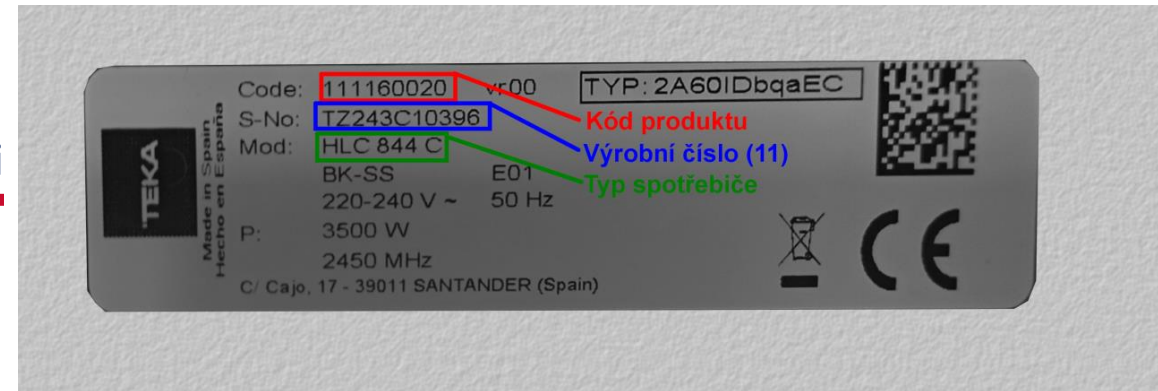 Code: 111160020 vr00 TYP: 2A60IDbqaEC
Kód produktu
S-No: TZ243C10396
Výrobní číslo (11)
Mod: HLC 844 C
Typ spotřebiče
BK-SS E01
220-240 V ~ 50 Hz
P: 3500 W
2450 MHz
C/ Cajo, 17 - 39011 SANTANDER (Spain)
TEKA
Made in Spain
Hecho en España
CE